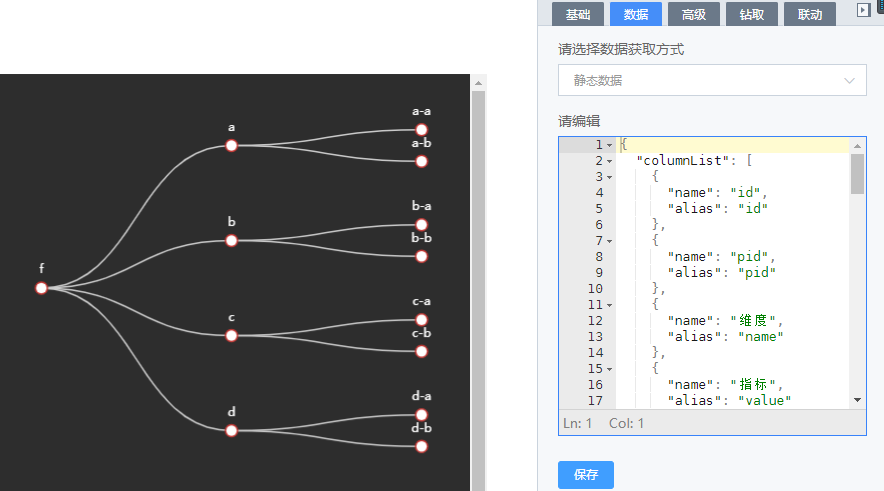 基础 数据 高级 钻取 联动
请选择数据获取方式
静态数据
请编辑
1 {
2 "columnList": [
3 {
4 "name": "id",
5 "alias": "id"
6 },
7 {
8 "name": "pid",
9 "alias": "pid"
10 },
11 {
12 "name": "维度",
13 "alias": "name"
14 },
15 {
16 "name": "指标",
17 "alias": "value"
Ln: 1 Col: 1
保存
f
a
a-a
a-b
b
b-a
b-b
c
c-a
c-b
d
d-a
d-b